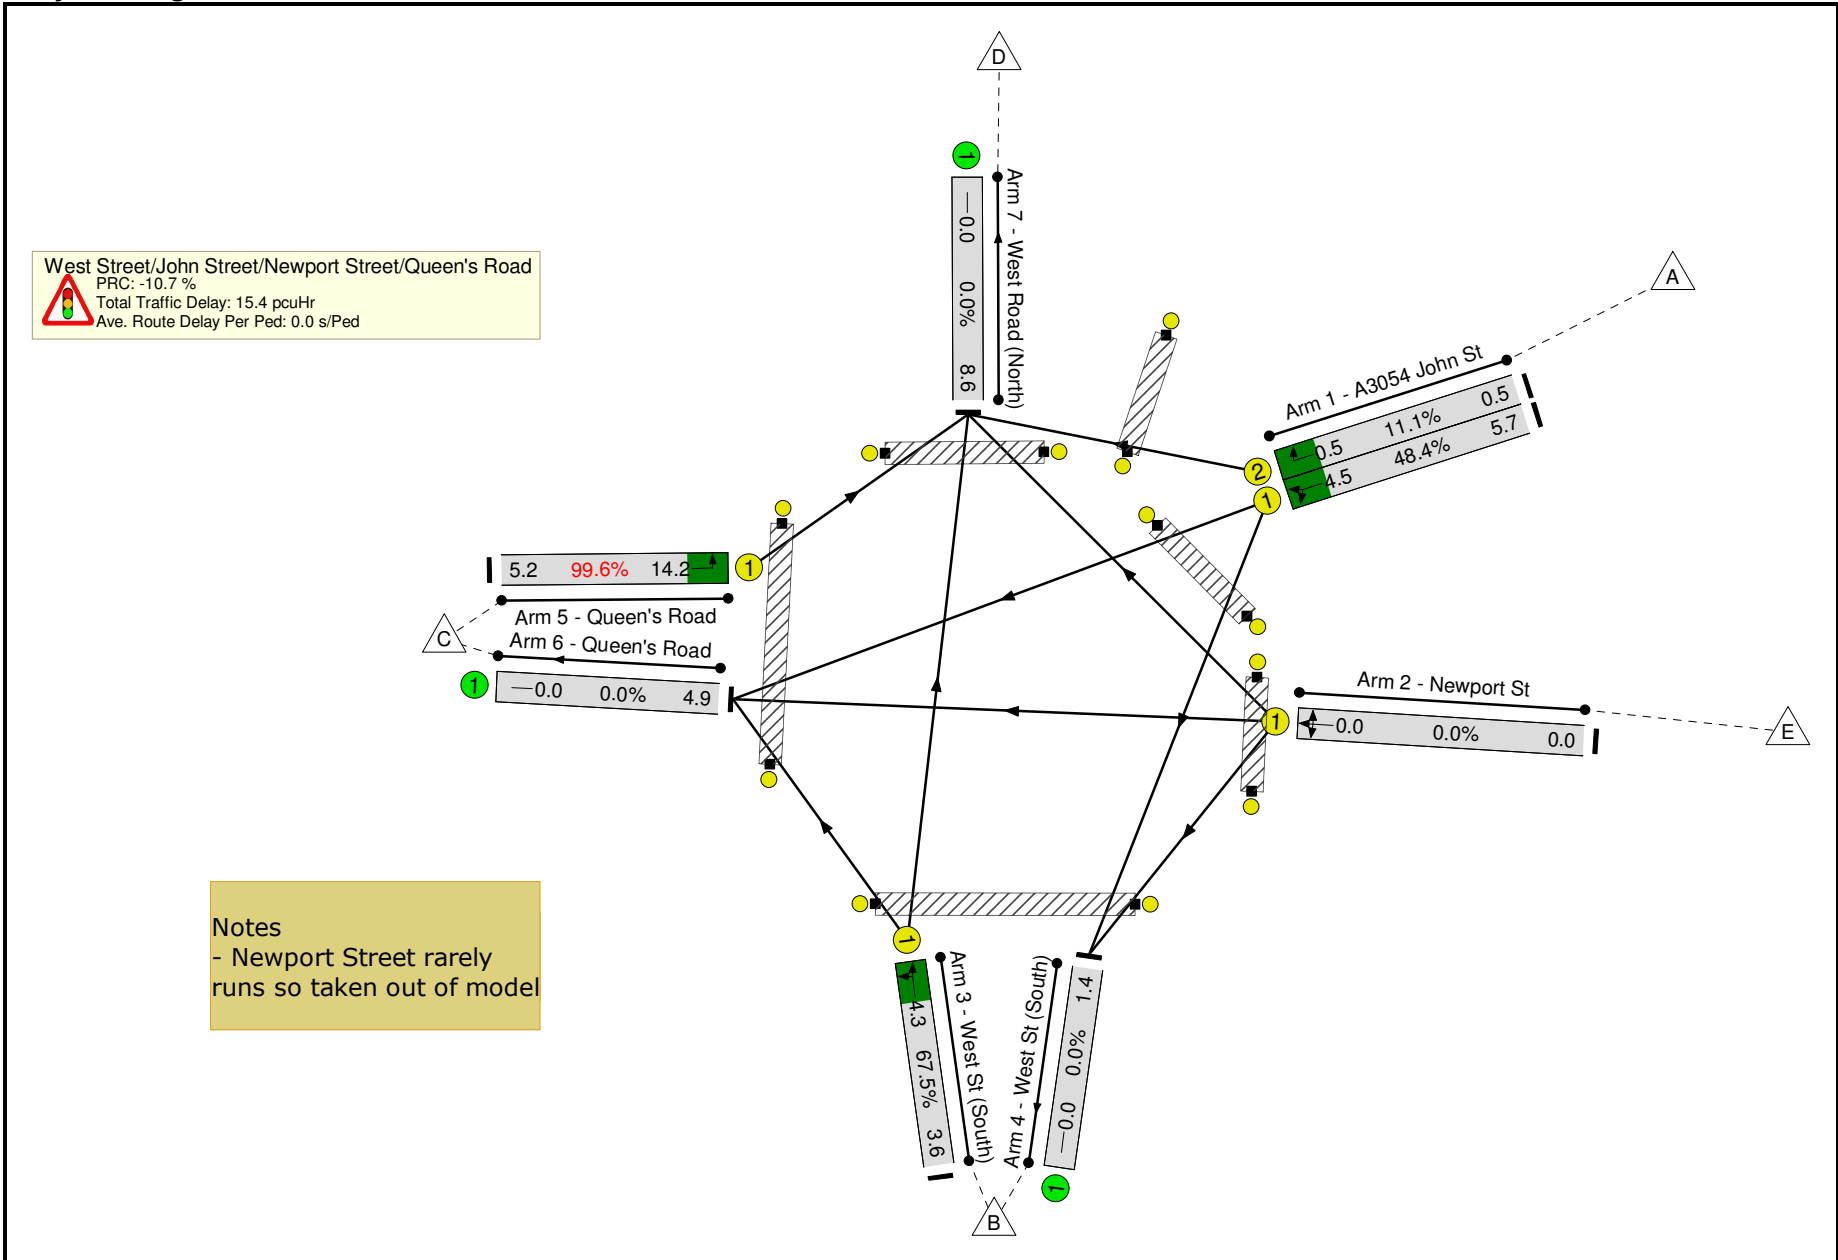 D
1
0.0
0.0%
8.6
Arm 7 - West Road (North)
West Street/John Street/Newport Street/Queen's Road
PRC: -10.7 %
Total Traffic Delay: 15.4 pcuHr
Ave. Route Delay Per Ped: 0.0 s/Ped
A
Arm 1 - A3054 John St
0.5 11.1% 0.5
4.5 48.4% 5.7
2
1
5.2 99.6% 14.2
1
Arm 5 - Queen's Road
C
Arm 6 - Queen's Road
1
0.0 0.0% 4.9
Arm 2 - Newport St
1
0.0 0.0% 0.0
E
Notes
- Newport Street rarely
runs so taken out of model
1
4.3 67.5% 3.6
Arm 3 - West St (South)
Arm 4 - West St (South)
0.0 0.0% 1.4
1
B